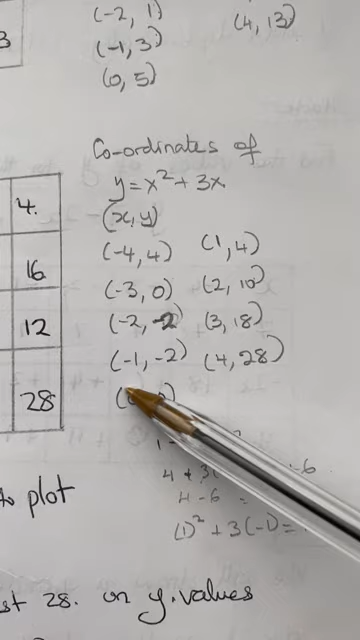 (-2, 1)
(-1, 3)
(0, 5)
(4, 13)
3
Co-ordinates of
y = x² + 3x
(x, y)
(-4, 4) (1, 4)
(-3, 0) (2, 10)
(-2, -2) (3, 18)
(-1, -2) (4, 28)
4.
16
12
28
to plot
4 + 3( -6
4 - 6 =
(1)² + 3(-1) =
28. on y.values